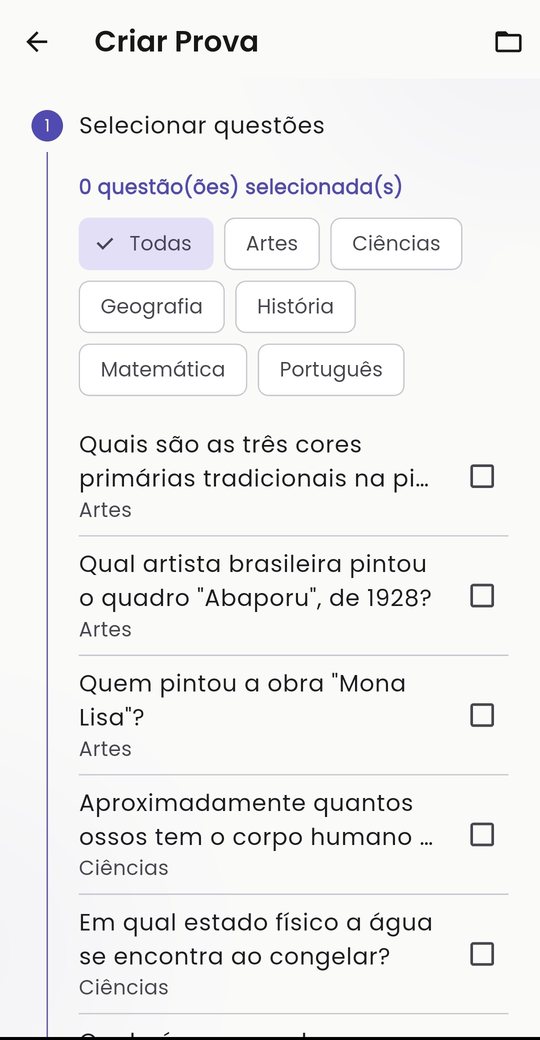 Criar Prova
1 Selecionar questões
0 questão(ões) selecionada(s)
Todas Artes Ciências
Geografia História
Matemática Português
Quais são as três cores
primárias tradicionais na pi...
Artes
Qual artista brasileira pintou
o quadro "Abaporu", de 1928?
Artes
Quem pintou a obra "Mona
Lisa"?
Artes
Aproximadamente quantos
ossos tem o corpo humano ...
Ciências
Em qual estado físico a água
se encontra ao congelar?
Ciências